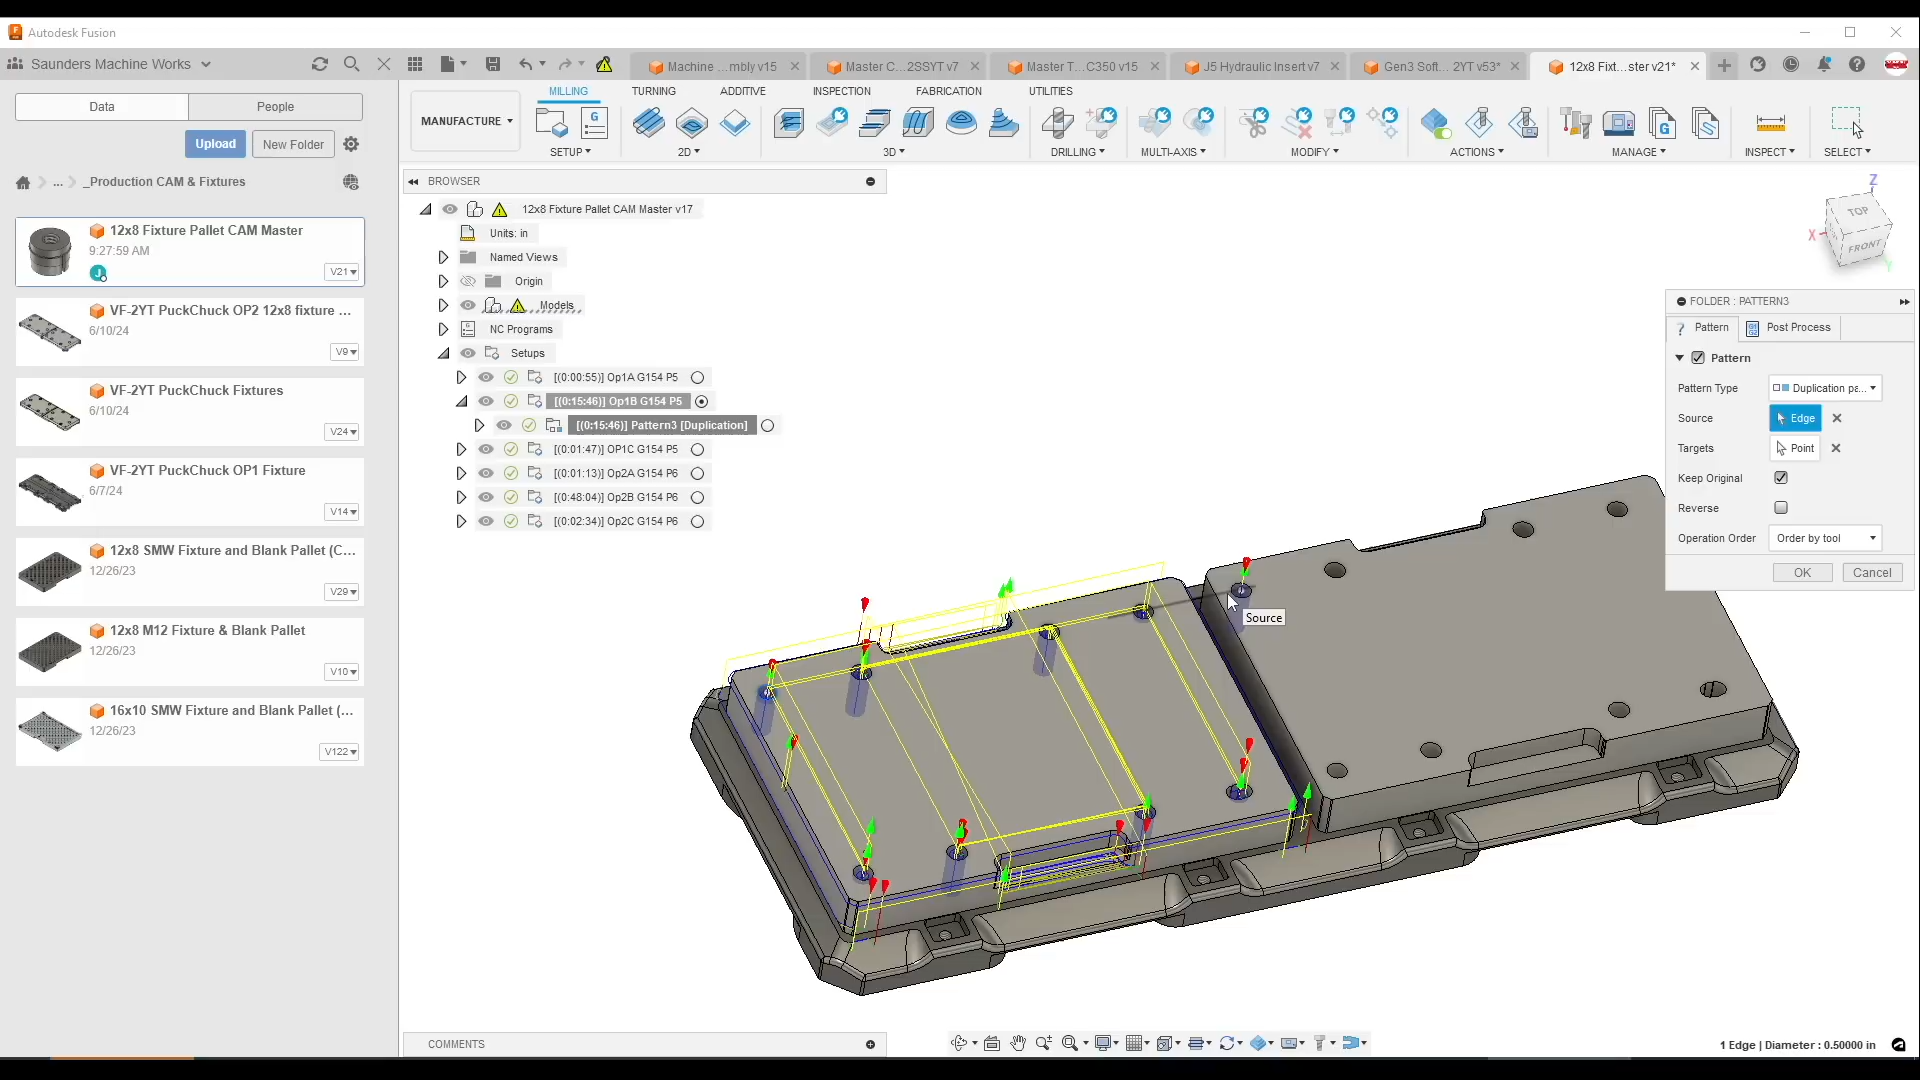 Autodesk Fusion
Saunders Machine Works
Machine ...mbly v15
Master C...2SSYT v7
Master T...C350 v15
J5 Hydraulic Insert v7
Gen3 Soft... 2YT v53*
12x8 Fixt...ster v21*
Data
People
Upload
New Folder
... _Production CAM & Fixtures
12x8 Fixture Pallet CAM Master
9:27:59 AM
J
V21
VF-2YT PuckChuck OP2 12x8 fixture ...
6/10/24
V9
VF-2YT PuckChuck Fixtures
6/10/24
V24
VF-2YT PuckChuck OP1 Fixture
6/7/24
V14
12x8 SMW Fixture and Blank Pallet (C...
12/26/23
V29
12x8 M12 Fixture & Blank Pallet
12/26/23
V10
16x10 SMW Fixture and Blank Pallet (...
12/26/23
V122
MILLING
TURNING
ADDITIVE
INSPECTION
FABRICATION
UTILITIES
MANUFACTURE
SETUP
2D
3D
DRILLING
MULTI-AXIS
MODIFY
ACTIONS
MANAGE
INSPECT
SELECT
BROWSER
12x8 Fixture Pallet CAM Master v17
Units: in
Named Views
Origin
Models
NC Programs
Setups
[(0:00:55)] Op1A G154 P5
[(0:15:46)] Op1B G154 P5
[(0:15:46)] Pattern3 [Duplication]
[(0:01:47)] OP1C G154 P5
[(0:01:13)] Op2A G154 P6
[(0:48:04)] Op2B G154 P6
[(0:02:34)] Op2C G154 P6
Z
TOP
X
FRONT
Y
FOLDER : PATTERN3
Pattern
Post Process
Pattern
Pattern Type
Duplication pa...
Source
Edge
Targets
Point
Keep Original
Reverse
Operation Order
Order by tool
OK
Cancel
Source
COMMENTS
1 Edge | Diameter : 0.50000 in